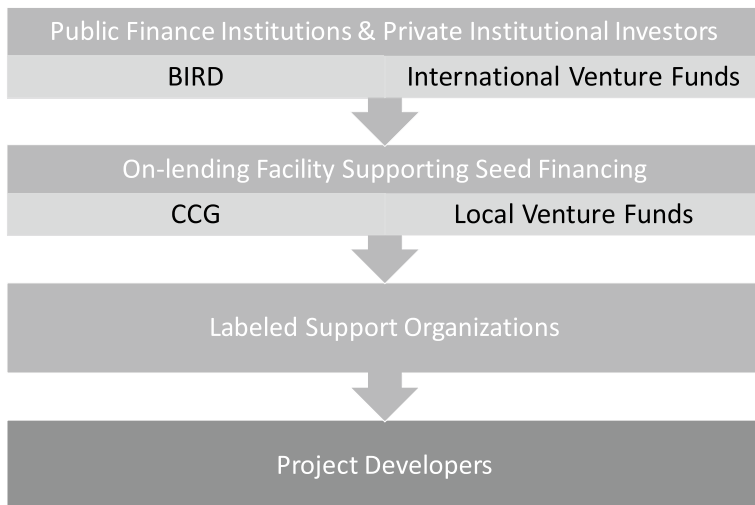 Public Finance Institutions & Private Institutional Investors
BIRD
International Venture Funds
On-lending Facility Supporting Seed Financing
CCG
Local Venture Funds
Labeled Support Organizations
Project Developers